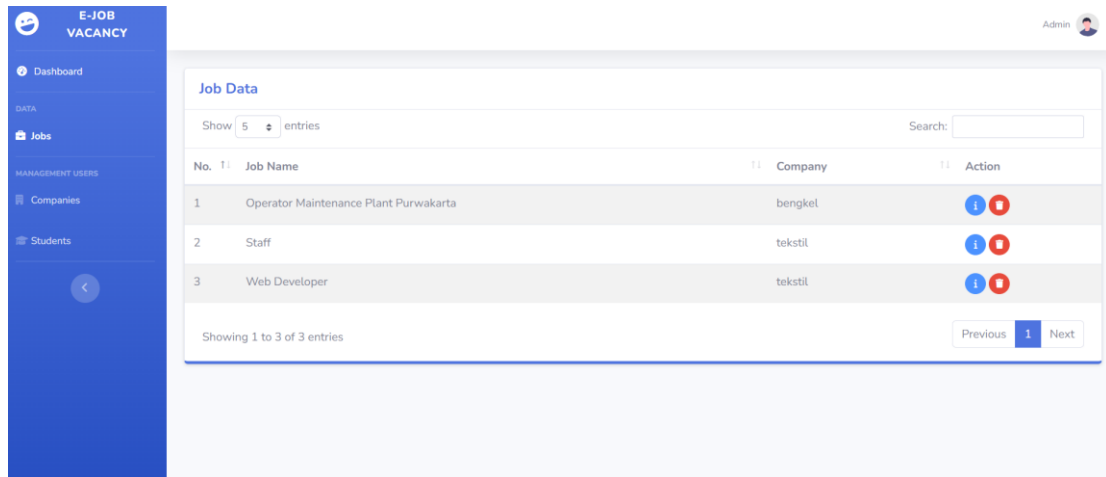 E-JOB
VACANCY
Admin
Dashboard
DATA
Jobs
MANAGEMENT USERS
Companies
Students
Job Data
Show 5 entries
Search:
No. Job Name Company Action
1 Operator Maintenance Plant Purwakarta bengkel
2 Staff tekstil
3 Web Developer tekstil
Showing 1 to 3 of 3 entries
Previous 1 Next